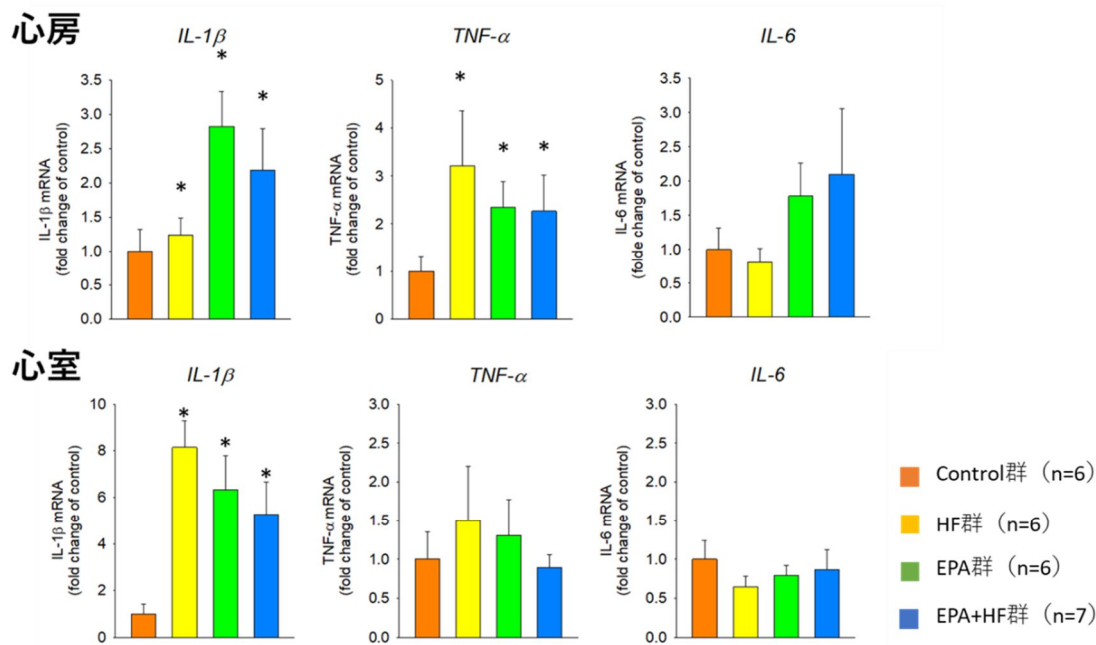 心房
IL-1β
TNF-α
IL-6
*
*
*
*
*
*
3.5
3.0
2.5
2.0
1.5
1.0
0.5
0.0
IL-1β mRNA
(fold change of control)
5
4
3
2
1
0
TNF-α mRNA
(fold change of control)
3.5
3.0
2.5
2.0
1.5
1.0
0.5
0.0
IL-6 mRNA
(folde change of control)
心室
IL-1β
TNF-α
IL-6
10
8
6
4
2
0
IL-1β mRNA
(fold change of control)
*
*
*
3.0
2.5
2.0
1.5
1.0
0.5
0.0
TNF-α mRNA
(fold change of control)
3.0
2.5
2.0
1.5
1.0
0.5
0.0
IL-6 mRNA
(fold change of control)
Control群（n=6）
HF群（n=6）
EPA群（n=6）
EPA+HF群（n=7）